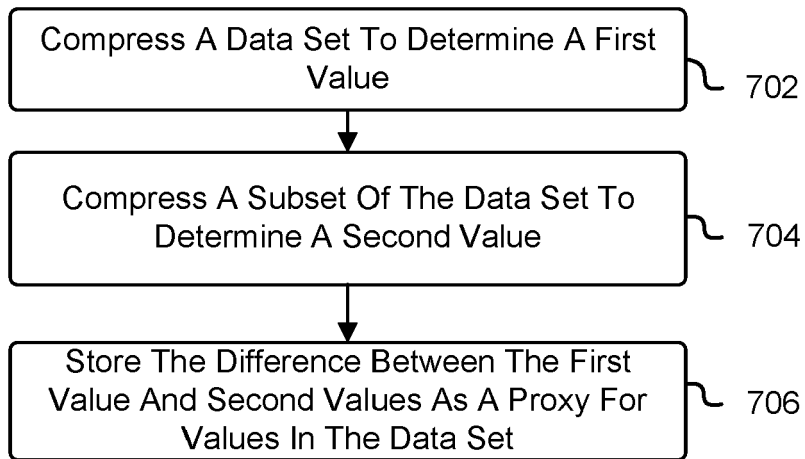 Compress A Data Set To Determine A First
Value
702
Compress A Subset Of The Data Set To
Determine A Second Value
704
Store The Difference Between The First
Value And Second Values As A Proxy For
Values In The Data Set
706